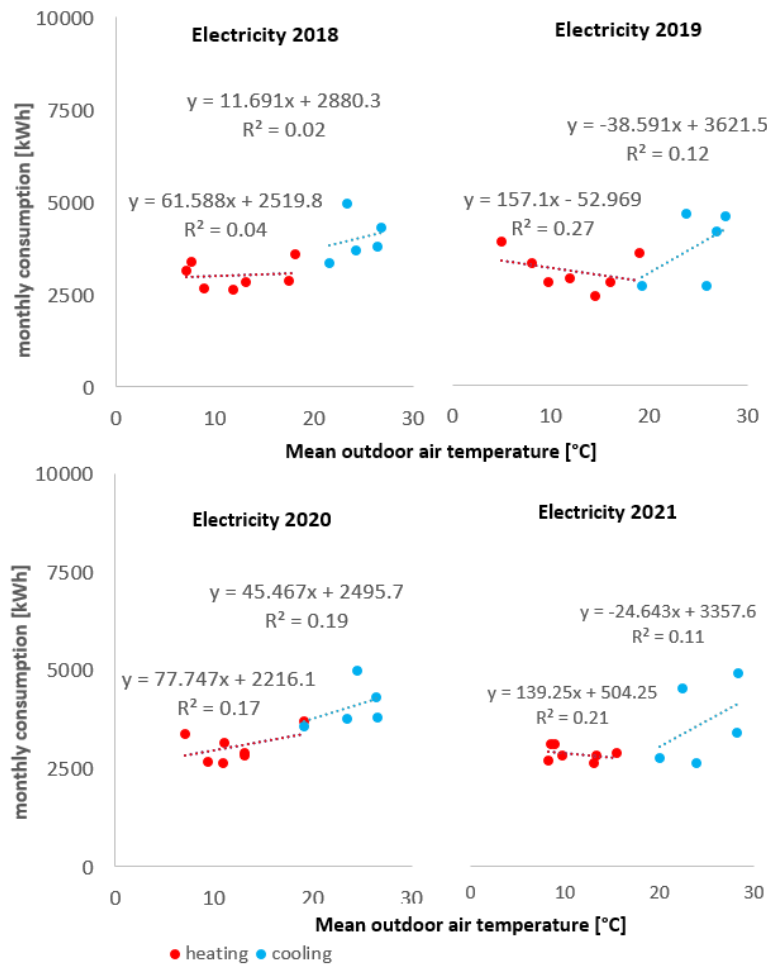 monthly consumption [kWh]
10000
7500
5000
2500
0
Electricity 2018
y = 11.691x + 2880.3
R² = 0.02
y = 61.588x + 2519.8
R² = 0.04
0
10
20
30
Electricity 2019
y = -38.591x + 3621.5
R² = 0.12
y = 157.1x - 52.969
R² = 0.27
0
10
20
30
Mean outdoor air temperature [°C]
monthly consumption [kWh]
10000
7500
5000
2500
0
Electricity 2020
y = 45.467x + 2495.7
R² = 0.19
y = 77.747x + 2216.1
R² = 0.17
0
10
20
30
Electricity 2021
y = -24.643x + 3357.6
R² = 0.11
y = 139.25x + 504.25
R² = 0.21
0
10
20
30
Mean outdoor air temperature [°C]
heating
cooling